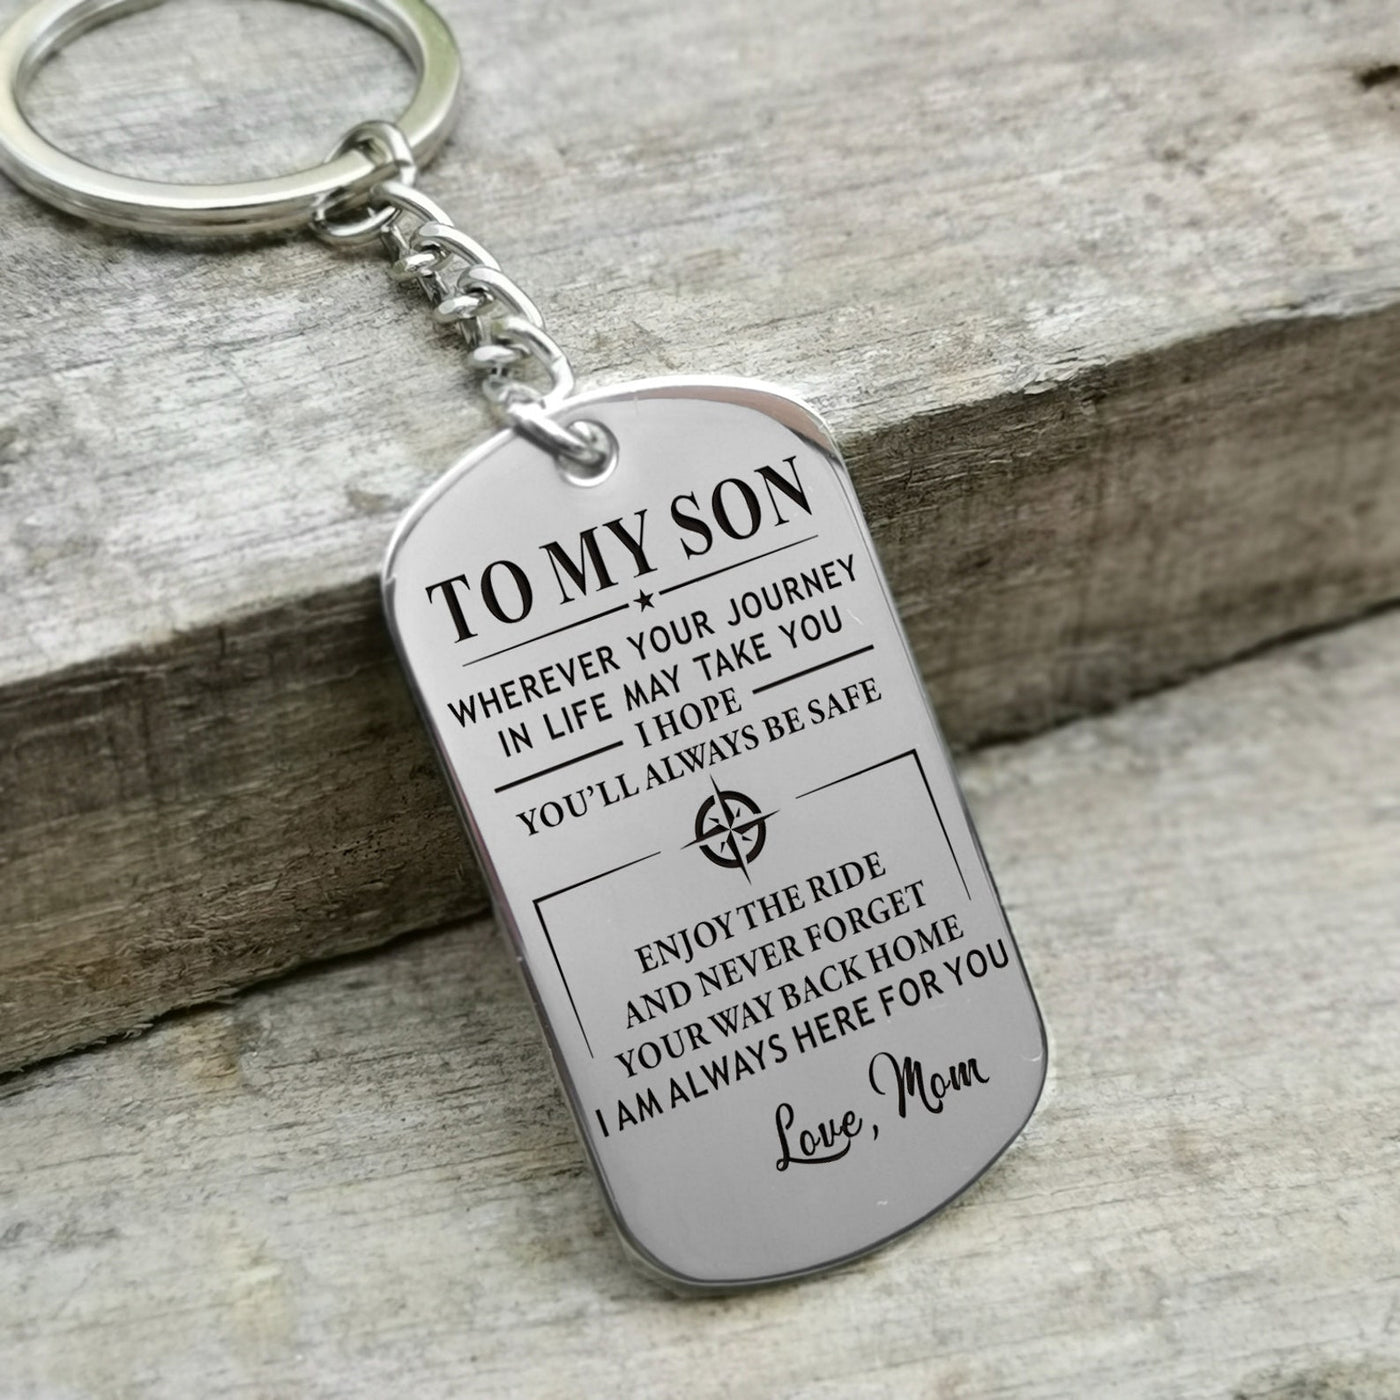 TO MY SON
WHEREVER YOUR JOURNEY
IN LIFE MAY TAKE YOU
I HOPE
YOU'LL ALWAYS BE SAFE
ENJOY THE RIDE
AND NEVER FORGET
YOUR WAY BACK HOME
I AM ALWAYS HERE FOR YOU
Love, Mom